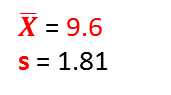 X̅ = 9.6
s = 1.81